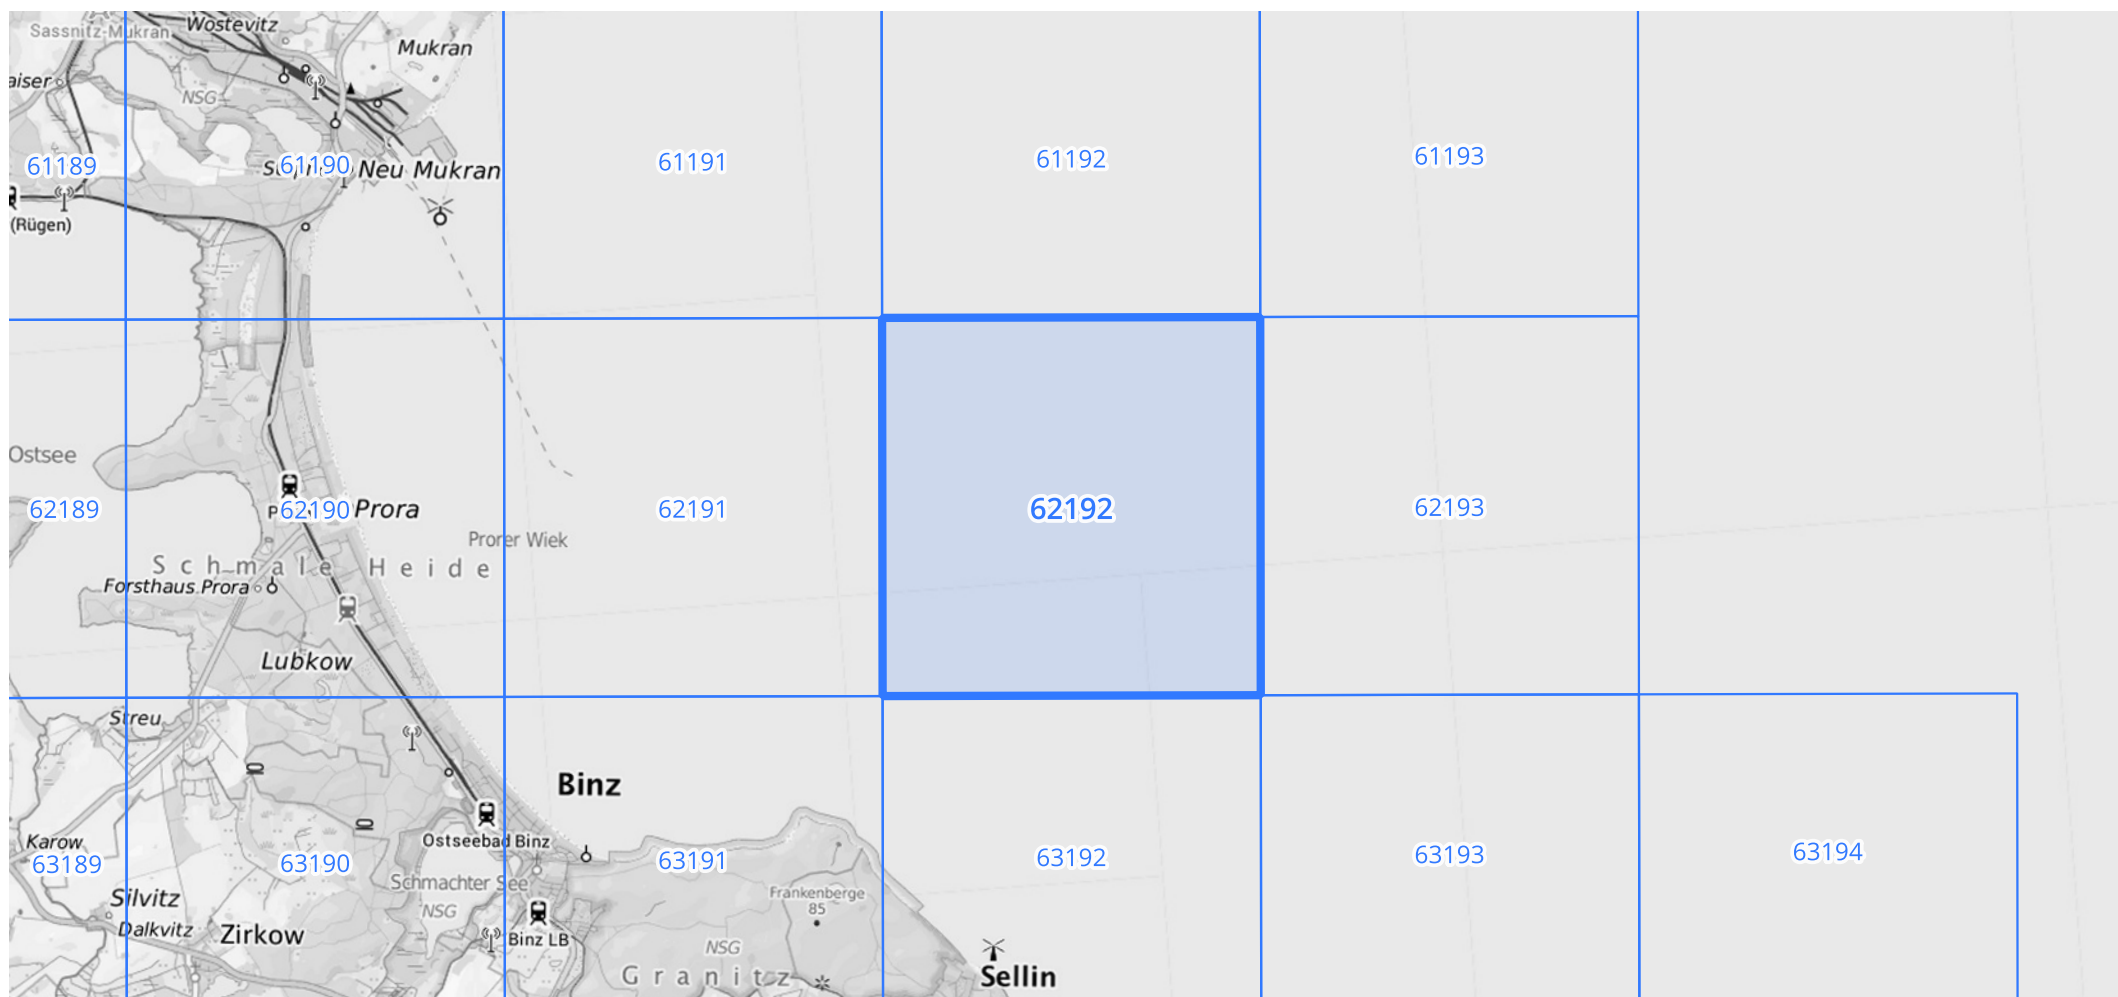 Sassnitz-Mukran
Wostevitz
Mukran
aiser
NSG
61189
61190
Neu Mukran
61191
61192
61193
(Rügen)
Ostsee
62189
62190
Prora
62191
62192
62193
Prorer Wiek
Schmale Heide
Forsthaus Prora
Lubkow
Streu
Binz
Karow
63189
63190
Ostseebad Binz
63191
63192
63193
63194
Schmachter See
NSG
Silvitz
Dalkvitz
Zirkow
Binz LB
Frankenberge
85
NSG
Granitz
Sellin